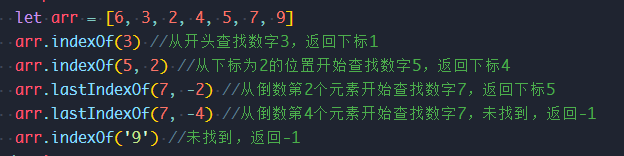 let arr = [6, 3, 2, 4, 5, 7, 9]
arr.indexOf(3) //从开头查找数字3，返回下标1
arr.indexOf(5, 2) //从下标为2的位置开始查找数字5，返回下标4
arr.lastIndexOf(7, -2) //从倒数第2个元素开始查找数字7，返回下标5
arr.lastIndexOf(7, -4) //从倒数第4个元素开始查找数字7，未找到，返回-1
arr.indexOf('9') //未找到，返回-1